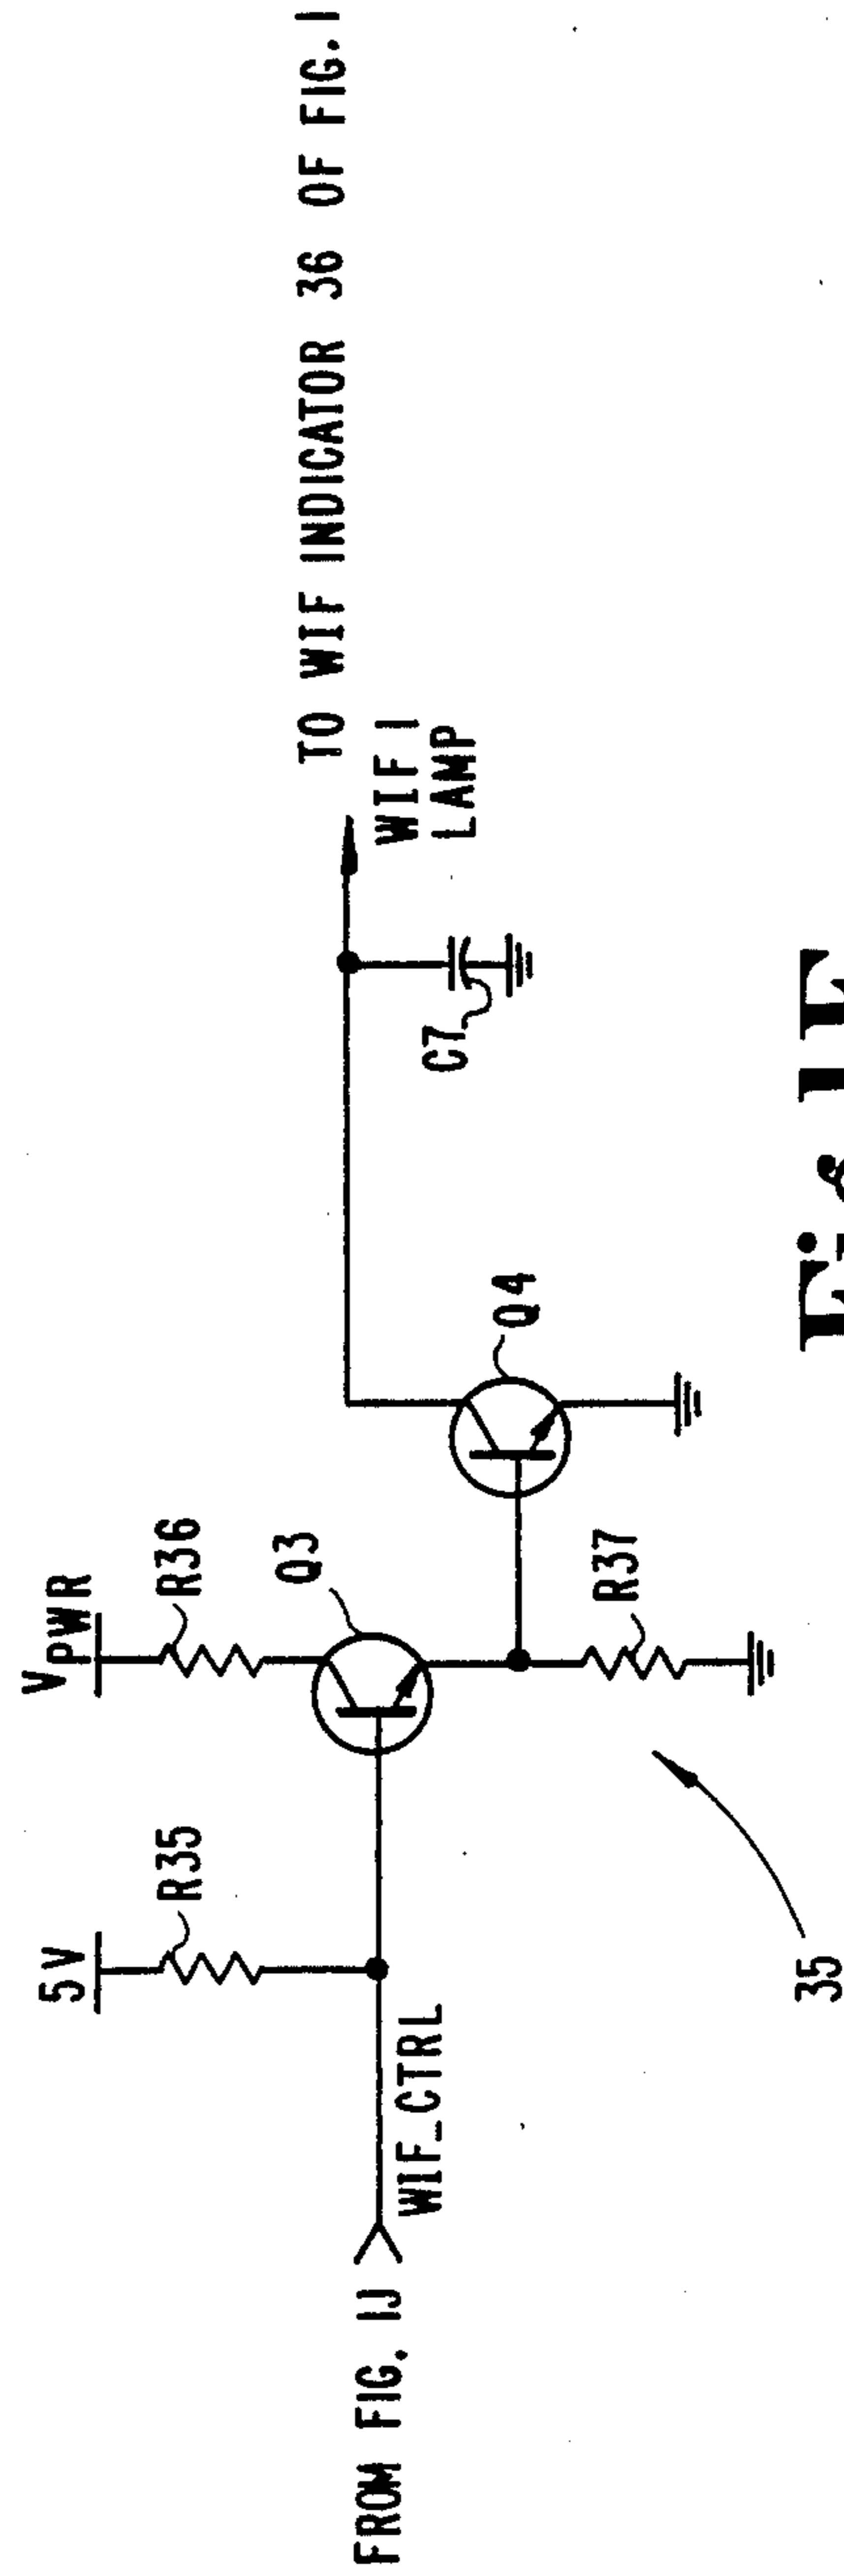 5V
R35
VPWR
R36
Q3
FROM FIG. 1J
WIF_CTRL
R37
Q4
C7
TO WIF INDICATOR 36 OF FIG. 1
WIF 1
LAMP
35